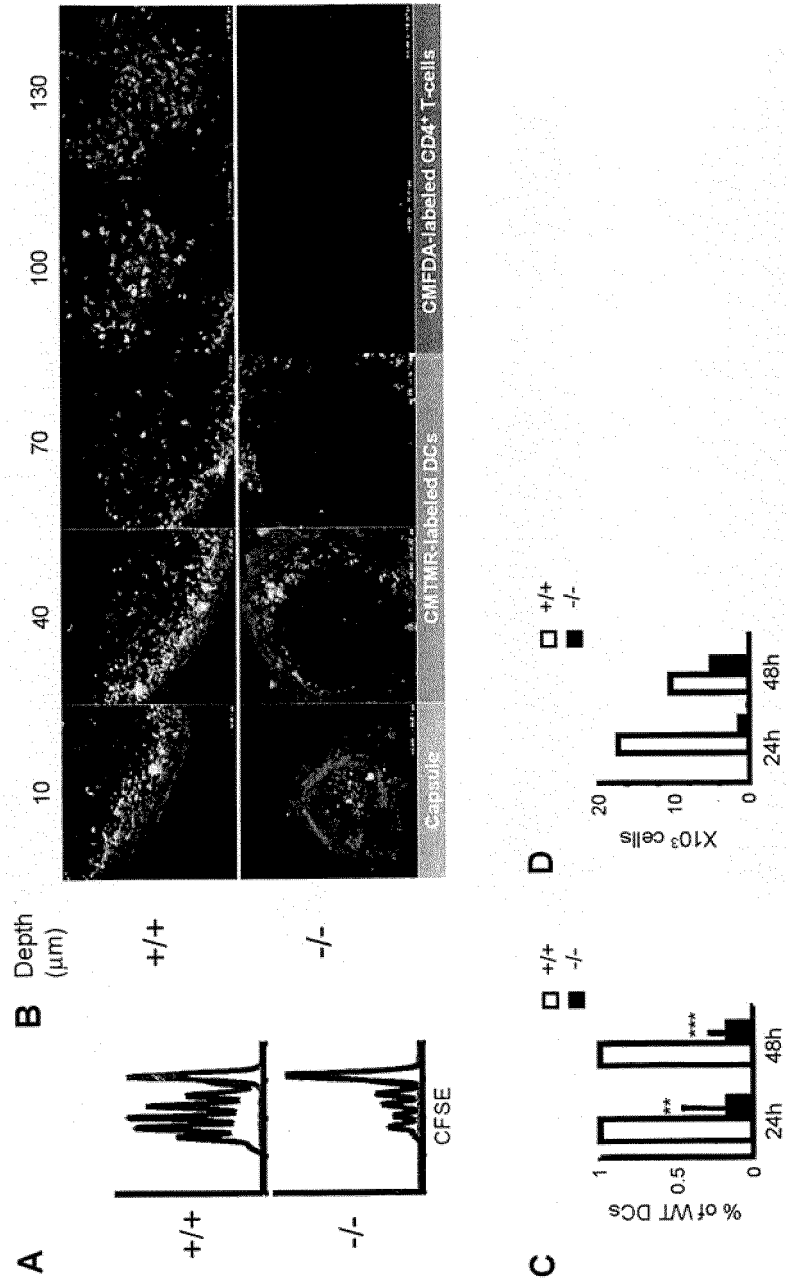 A
+/+
-/-
CFSE
B
Depth
(μm)
10
40
70
100
130
+/+
-/-
Capsule
CMTMR-labeled DCs
CMFDA-labeled CD4⁺ T-cells
C
% of WT DCs
1
0.5
0
**
***
24h
48h
+/+
-/-
D
X10³ cells
20
10
0
24h
48h
+/+
-/-